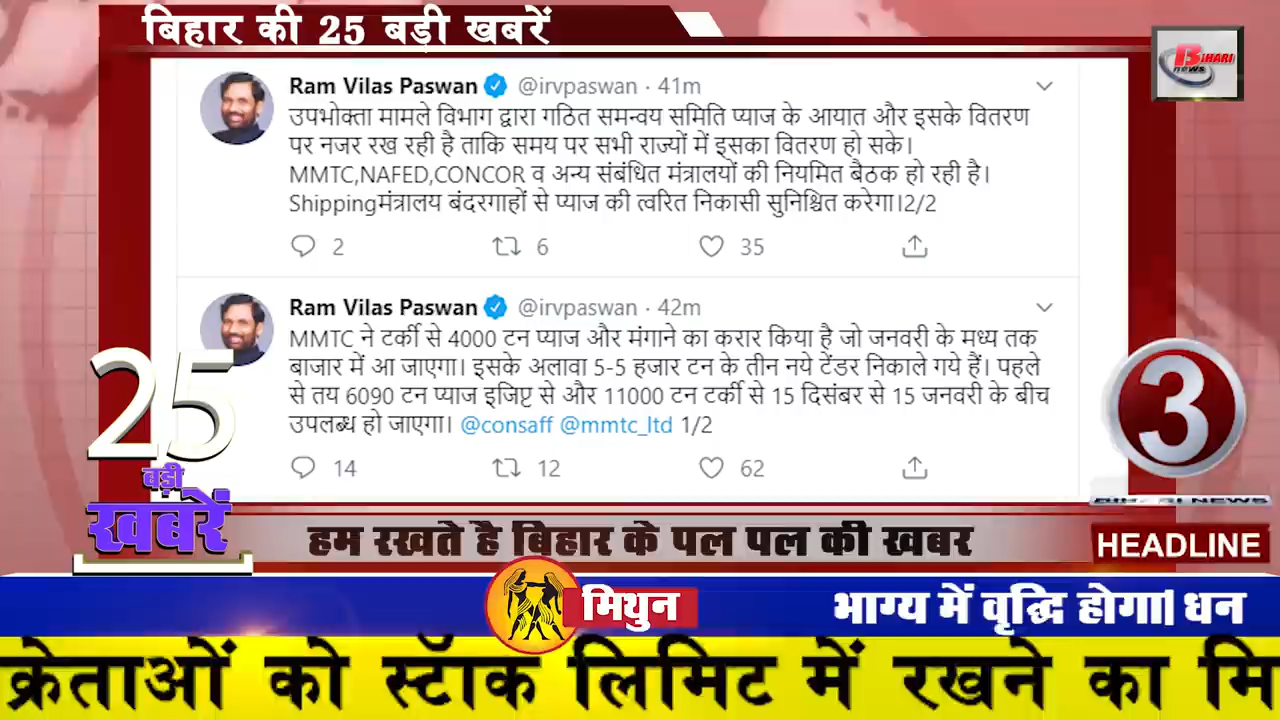 बिहार की 25 बड़ी खबरें
BIHARI
news
Ram Vilas Paswan @irvpaswan · 41m
उपभोक्ता मामले विभाग द्वारा गठित समन्वय समिति प्याज के आयात और इसके वितरण
पर नजर रख रही है ताकि समय पर सभी राज्यों में इसका वितरण हो सके।
MMTC,NAFED,CONCOR व अन्य संबंधित मंत्रालयों की नियमित बैठक हो रही है।
Shippingमंत्रालय बंदरगाहों से प्याज की त्वरित निकासी सुनिश्चित करेगा।2/2
2 6 35
Ram Vilas Paswan @irvpaswan · 42m
MMTC ने टर्की से 4000 टन प्याज और मंगाने का करार किया है जो जनवरी के मध्य तक
बाजार में आ जाएगा। इसके अलावा 5-5 हजार टन के तीन नये टेंडर निकाले गये हैं। पहले
से तय 6090 टन प्याज इजिप्ट से और 11000 टन टर्की से 15 दिसंबर से 15 जनवरी के बीच
उपलब्ध हो जाएगा। @consaff @mmtc_ltd 1/2
14 12 62
25
बड़ी
खबरें
3
BIHARI NEWS
HEADLINE
हम रखते है बिहार के पल पल की खबर
मिथुन
भाग्य में वृद्धि होगा| धन
क्रेताओं को स्टॅाक लिमिट में रखने का मि